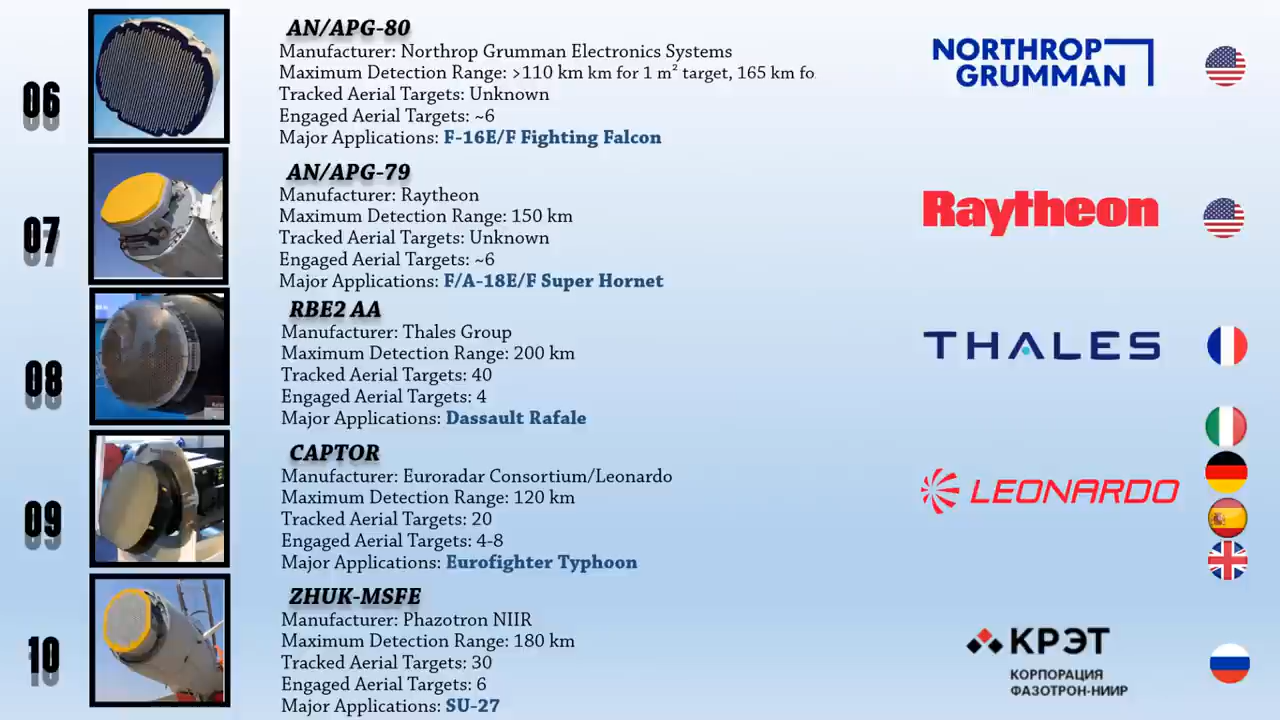 06
AN/APG-80
Manufacturer: Northrop Grumman Electronics Systems
Maximum Detection Range: >110 km km for 1 m² target, 165 km fo
Tracked Aerial Targets: Unknown
Engaged Aerial Targets: ~6
Major Applications: F-16E/F Fighting Falcon
NORTHROP
GRUMMAN
07
AN/APG-79
Manufacturer: Raytheon
Maximum Detection Range: 150 km
Tracked Aerial Targets: Unknown
Engaged Aerial Targets: ~6
Major Applications: F/A-18E/F Super Hornet
Raytheon
08
RBE2 AA
Manufacturer: Thales Group
Maximum Detection Range: 200 km
Tracked Aerial Targets: 40
Engaged Aerial Targets: 4
Major Applications: Dassault Rafale
THALES
09
CAPTOR
Manufacturer: Euroradar Consortium/Leonardo
Maximum Detection Range: 120 km
Tracked Aerial Targets: 20
Engaged Aerial Targets: 4-8
Major Applications: Eurofighter Typhoon
LEONARDO
10
ZHUK-MSFE
Manufacturer: Phazotron NIIR
Maximum Detection Range: 180 km
Tracked Aerial Targets: 30
Engaged Aerial Targets: 6
Major Applications: SU-27
КРЭТ
КОРПОРАЦИЯ
ФАЗОТРОН-НИИР